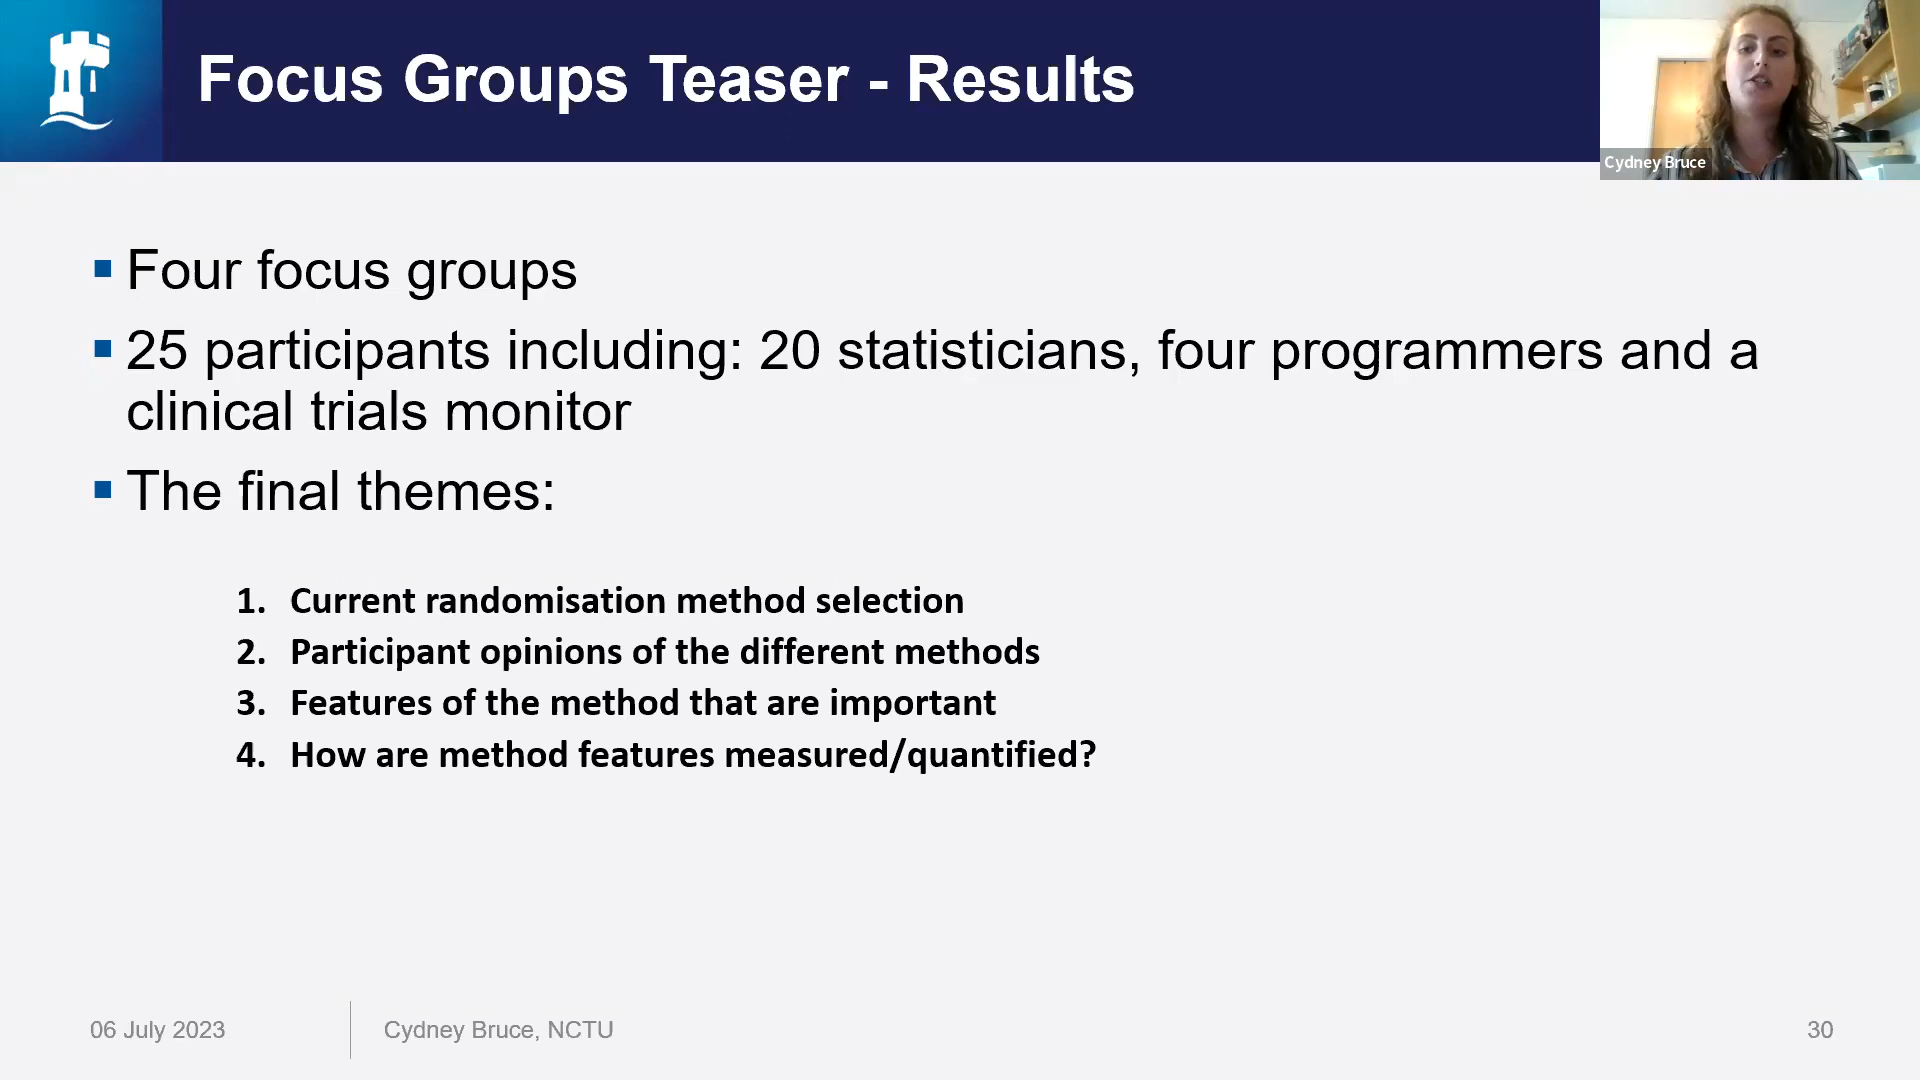 Focus Groups Teaser - Results
Cydney Bruce
Four focus groups
25 participants including: 20 statisticians, four programmers and a
clinical trials monitor
The final themes:
1. Current randomisation method selection
2. Participant opinions of the different methods
3. Features of the method that are important
4. How are method features measured/quantified?
06 July 2023
Cydney Bruce, NCTU
30